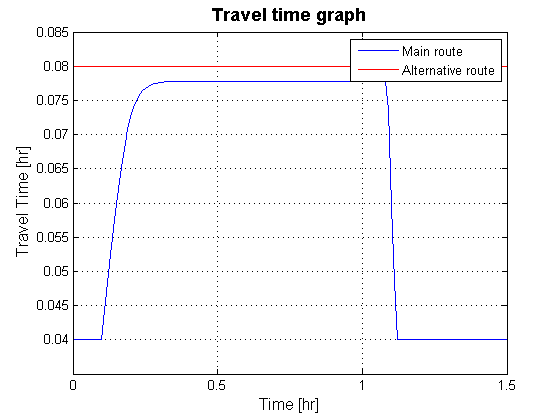 Travel time graph
Main route
Alternative route
0.085
0.08
0.075
0.07
0.065
0.06
0.055
0.05
0.045
0.04
Travel Time [hr]
0
0.5
1
1.5
Time [hr]